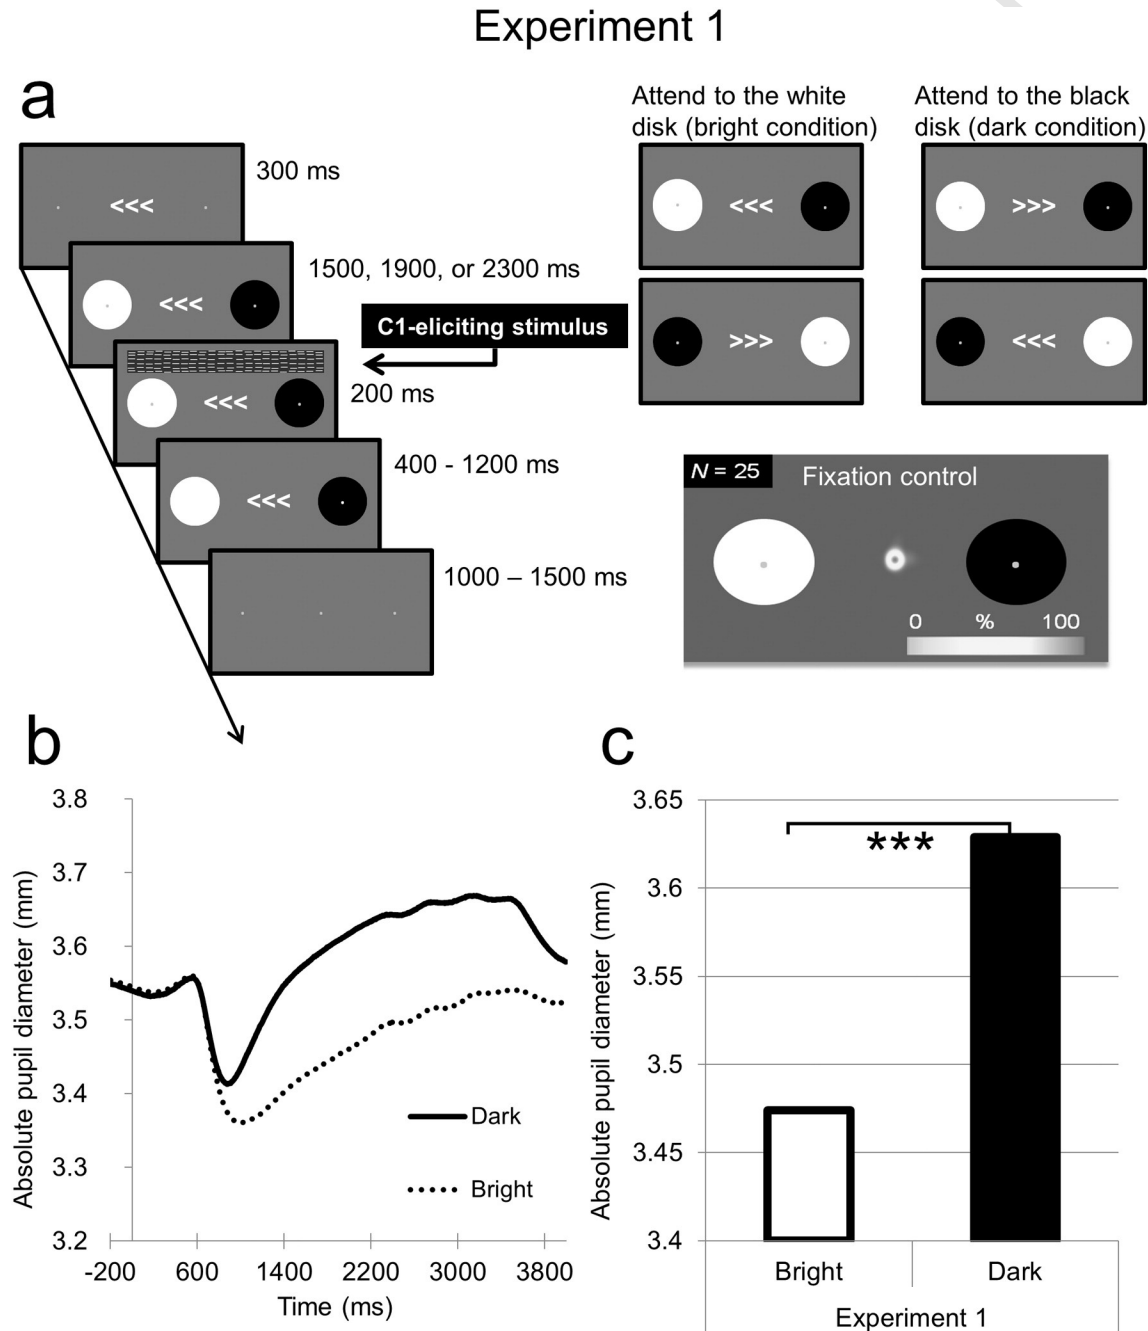 Experiment 1
a
<<<
300 ms
<<<
1500, 1900, or 2300 ms
C1-eliciting stimulus
<<<
200 ms
<<<
400 - 1200 ms
1000 – 1500 ms
Attend to the white
disk (bright condition)
<<<
>>>
Attend to the black
disk (dark condition)
>>>
<<<
N = 25
Fixation control
0 % 100
b
3.8
3.7
3.6
3.5
3.4
3.3
3.2
Absolute pupil diameter (mm)
Dark
Bright
-200 600 1400 2200 3000 3800
Time (ms)
c
3.65
3.6
3.55
3.5
3.45
3.4
Absolute pupil diameter (mm)
***
Bright Dark
Experiment 1